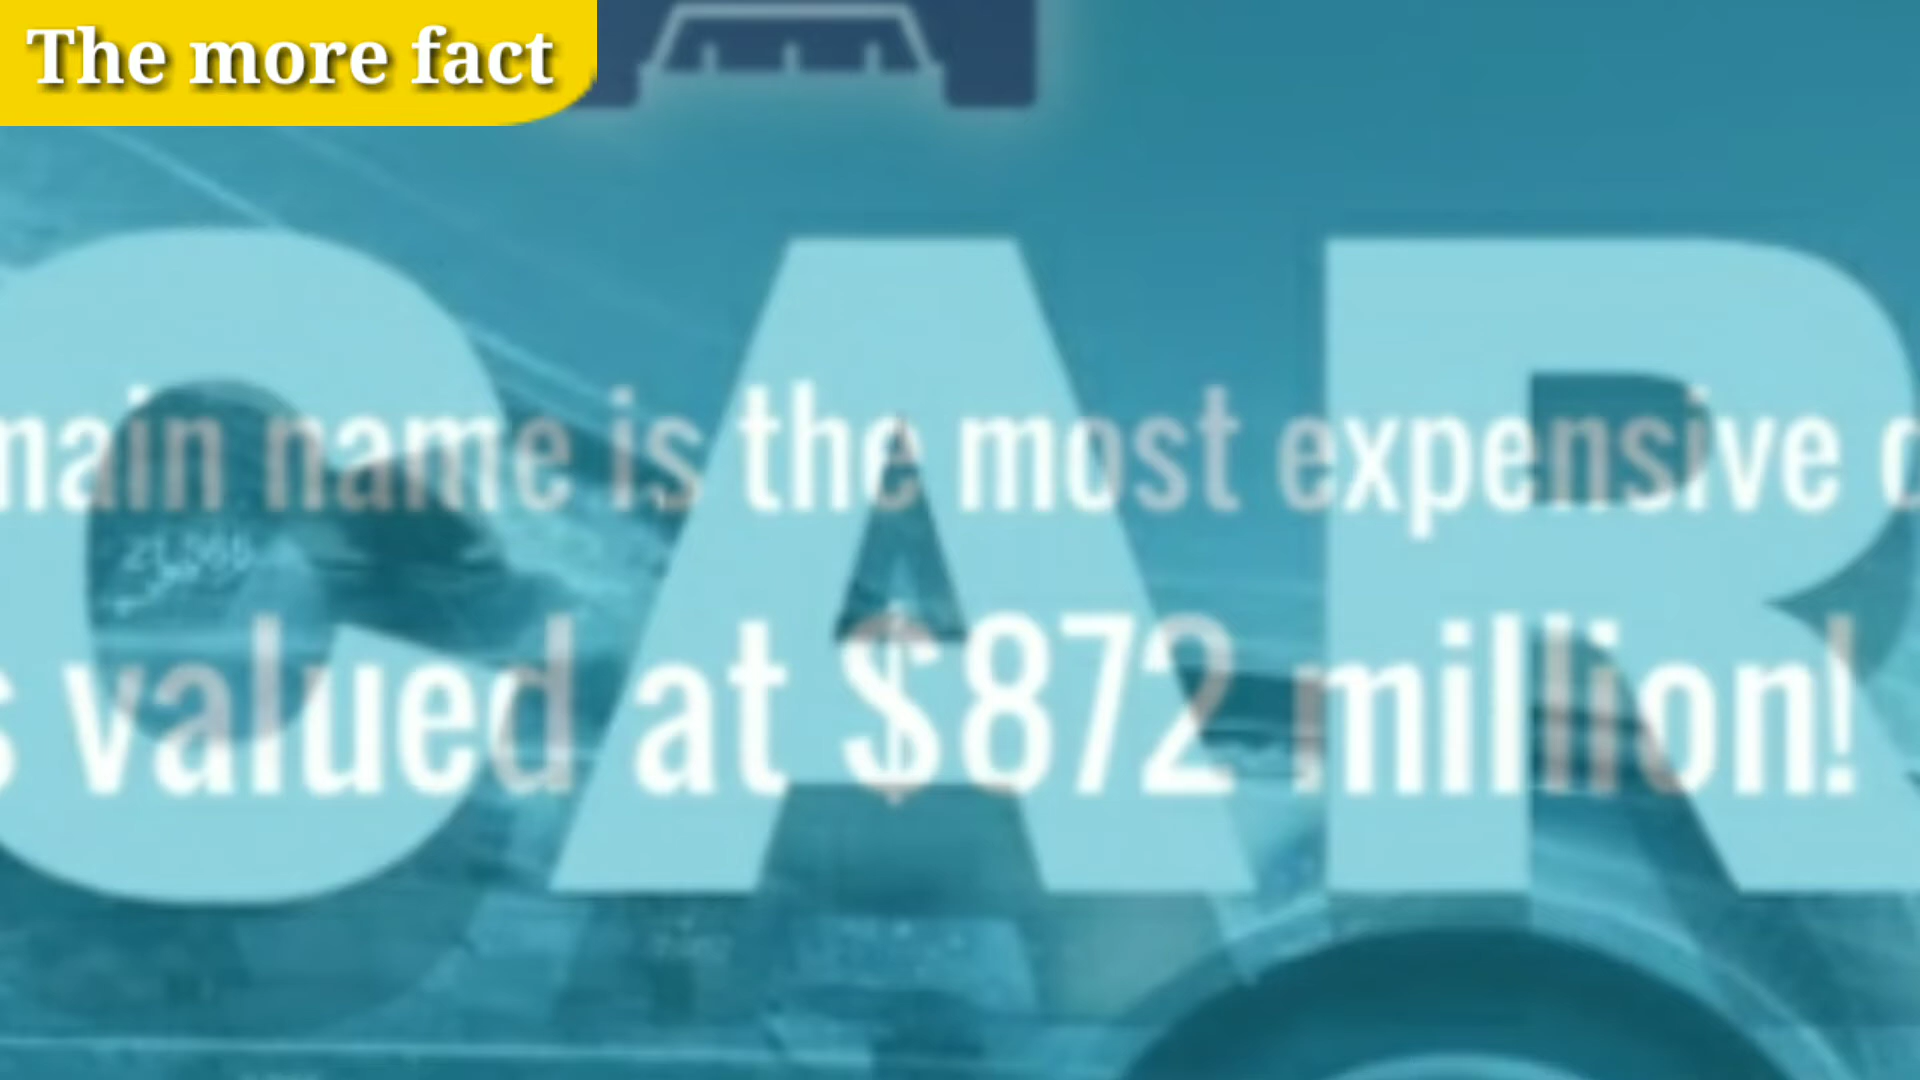 The more fact
CAR
main name is the most expensive
valued at $872 million!